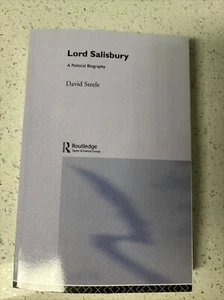 Lord Salisbury
A Political Biography
David Steele
Routledge
Taylor & Francis Group